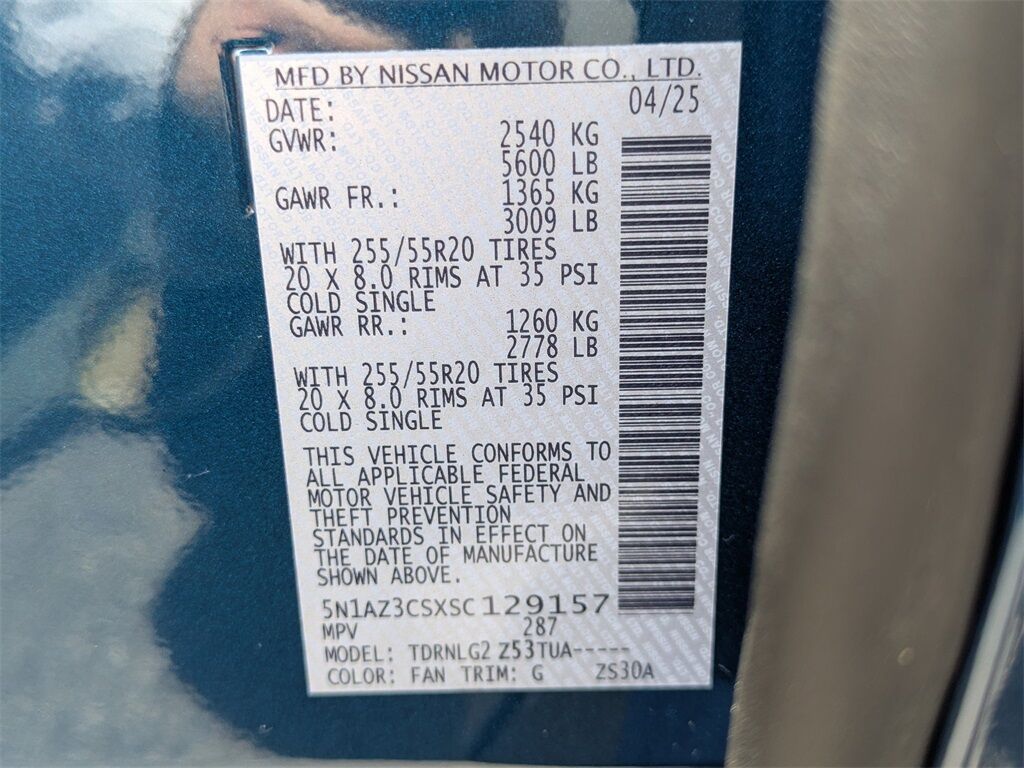 MFD BY NISSAN MOTOR CO., LTD.
DATE: 04/25
GVWR: 2540 KG
5600 LB
GAWR FR.: 1365 KG
3009 LB
WITH 255/55R20 TIRES
20 X 8.0 RIMS AT 35 PSI
COLD SINGLE
GAWR RR.: 1260 KG
2778 LB
WITH 255/55R20 TIRES
20 X 8.0 RIMS AT 35 PSI
COLD SINGLE
THIS VEHICLE CONFORMS TO
ALL APPLICABLE FEDERAL
MOTOR VEHICLE SAFETY AND
THEFT PREVENTION
STANDARDS IN EFFECT ON
THE DATE OF MANUFACTURE
SHOWN ABOVE.
5N1AZ3CSXSC129157
MPV 287
MODEL: TDRNLG2 Z53TUA-----
COLOR: FAN TRIM: G ZS30A